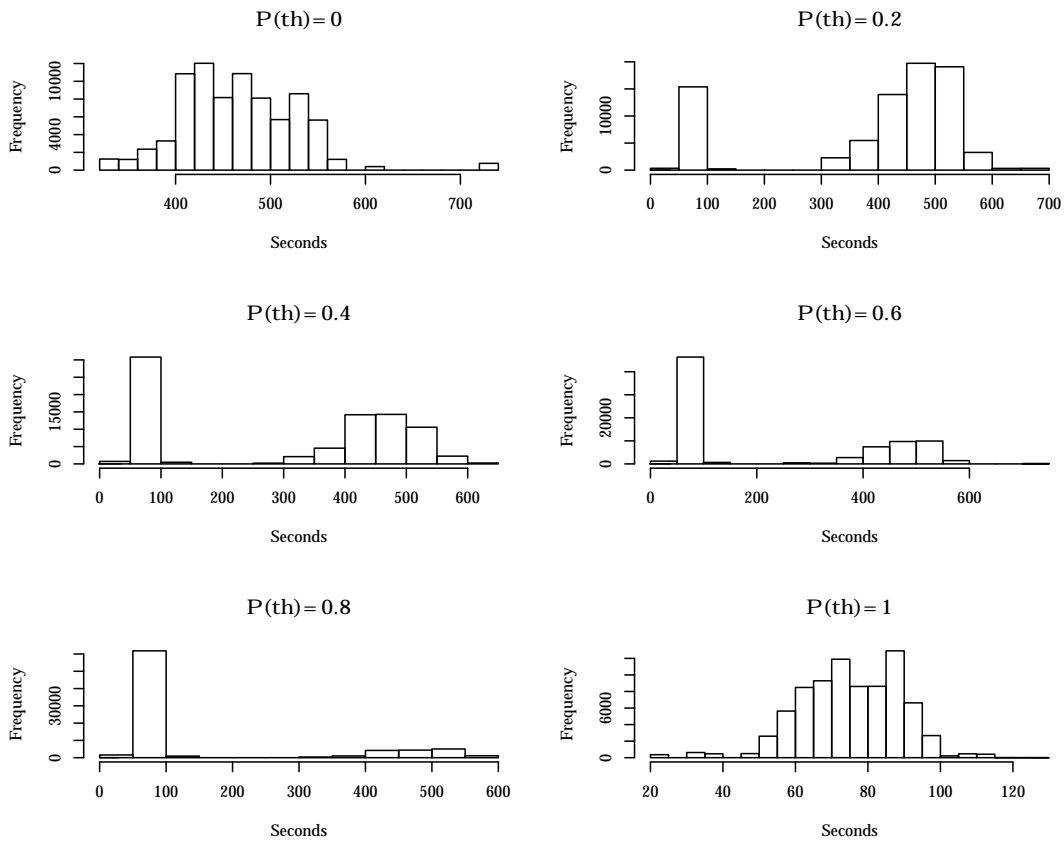 P(th)= 0
Frequency
0 4000 10000
400 500 600 700
Seconds
P(th)= 0.2
Frequency
0 10000
0 100 200 300 400 500 600 700
Seconds
P(th)= 0.4
Frequency
0 15000
0 100 200 300 400 500 600
Seconds
P(th)= 0.6
Frequency
0 20000
0 200 400 600
Seconds
P(th)= 0.8
Frequency
0 30000
0 100 200 300 400 500 600
Seconds
P(th)= 1
Frequency
0 6000
20 40 60 80 100 120
Seconds